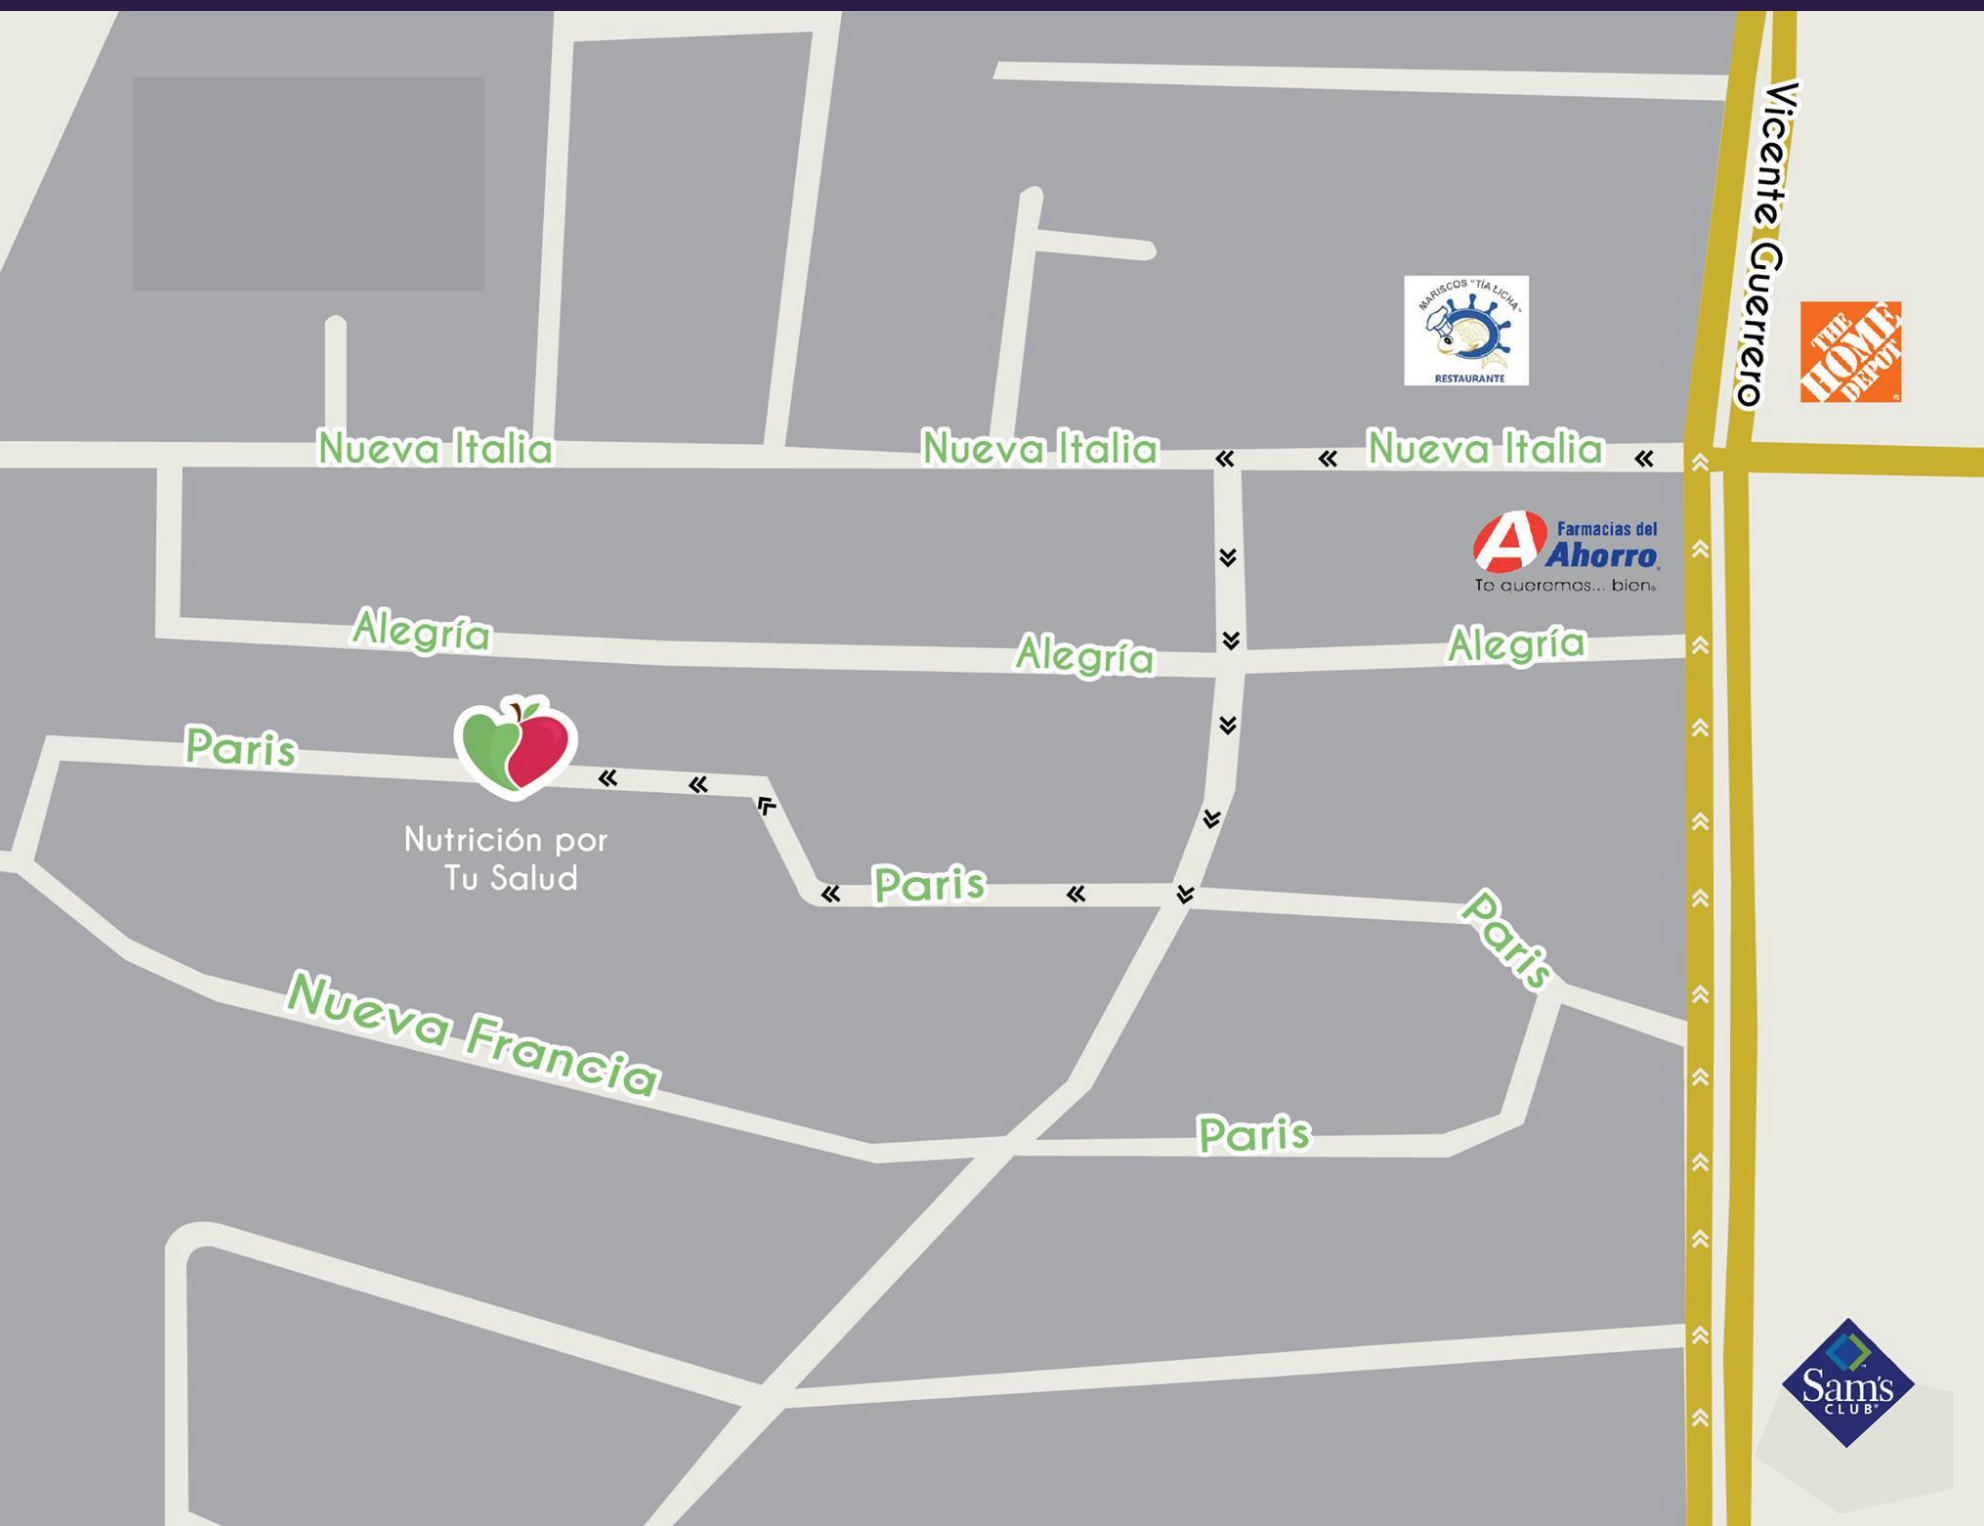 Vicente Guerrero
MARISCOS "TIA LICHA"
RESTAURANTE
THE
HOME
DEPOT
Nueva Italia
Nueva Italia
Nueva Italia
Farmacias del
Ahorro
Te queremos... bien®
Alegría
Alegría
Alegría
Paris
Nutrición por
Tu Salud
Paris
Paris
Nueva Francia
Paris
Sam's
CLUB